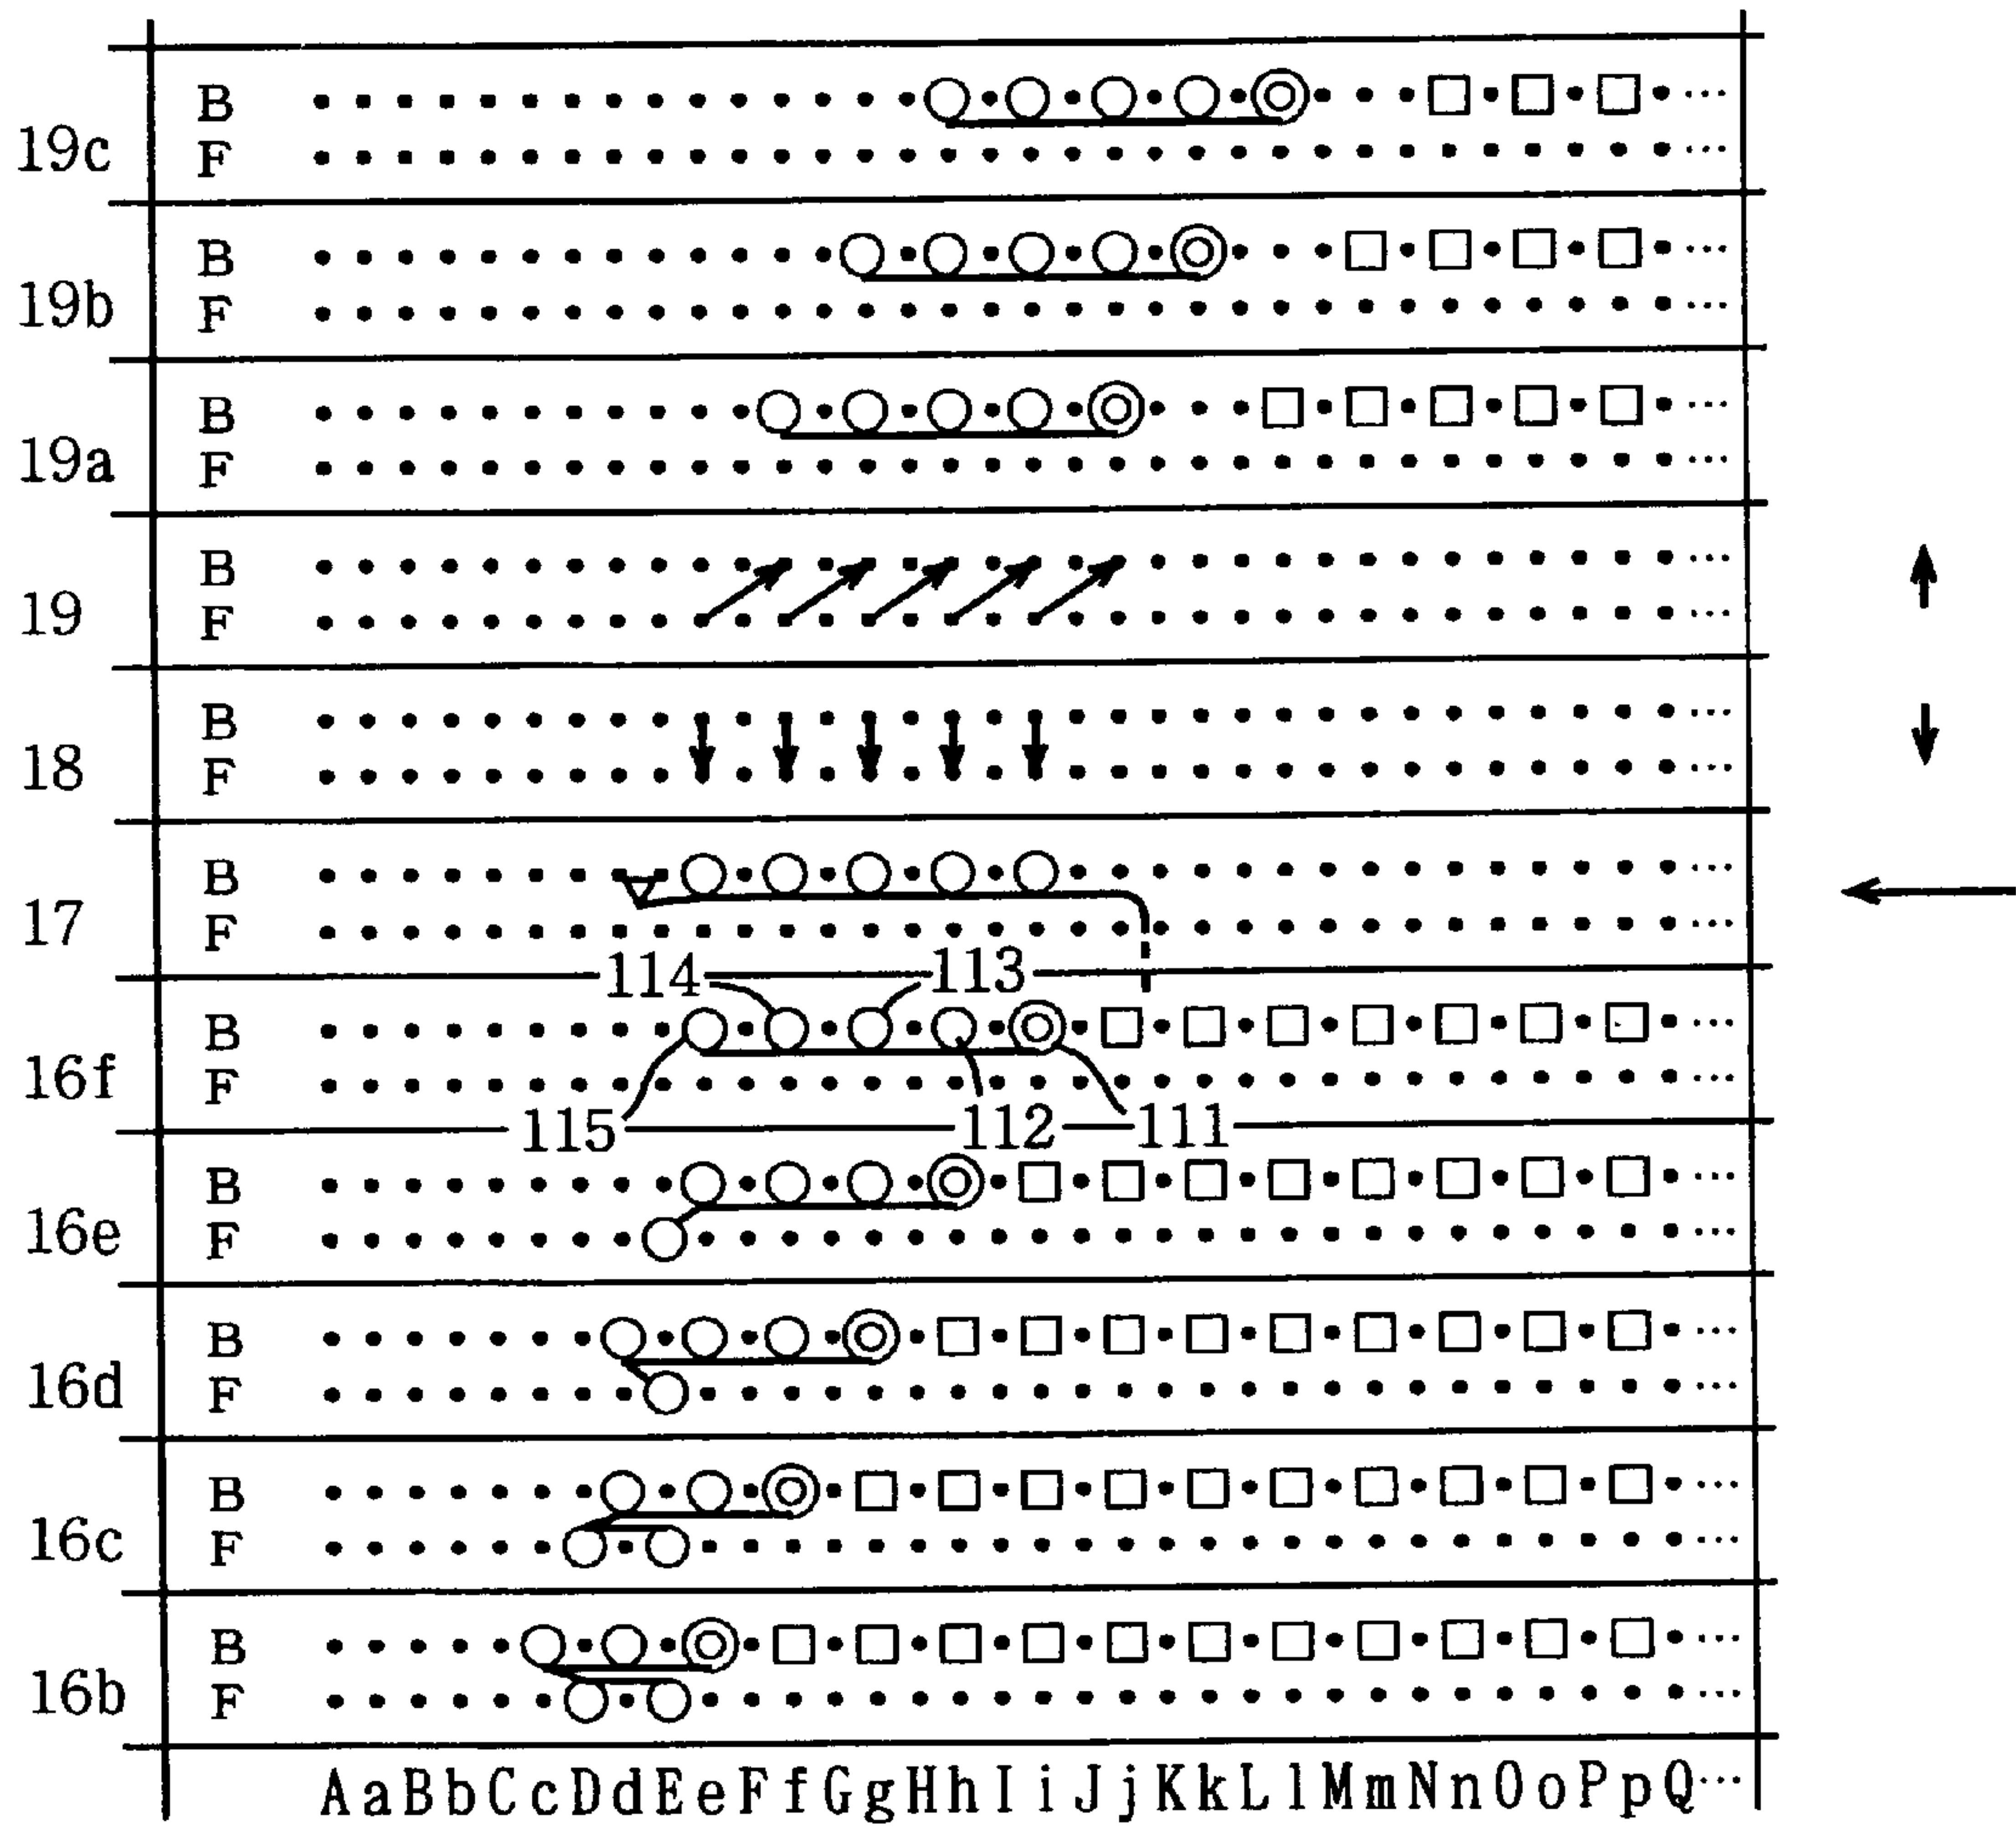 B
19c F
B
19b F
B
19a F
B
19 F
B
18 F
B
17 F
114 113
B
16f F
115 112 111
B
16e F
B
16d F
B
16c F
B
16b F
AaBbCcDdEeFfGgHhIiJjKkLlMmNnOoPpQ···